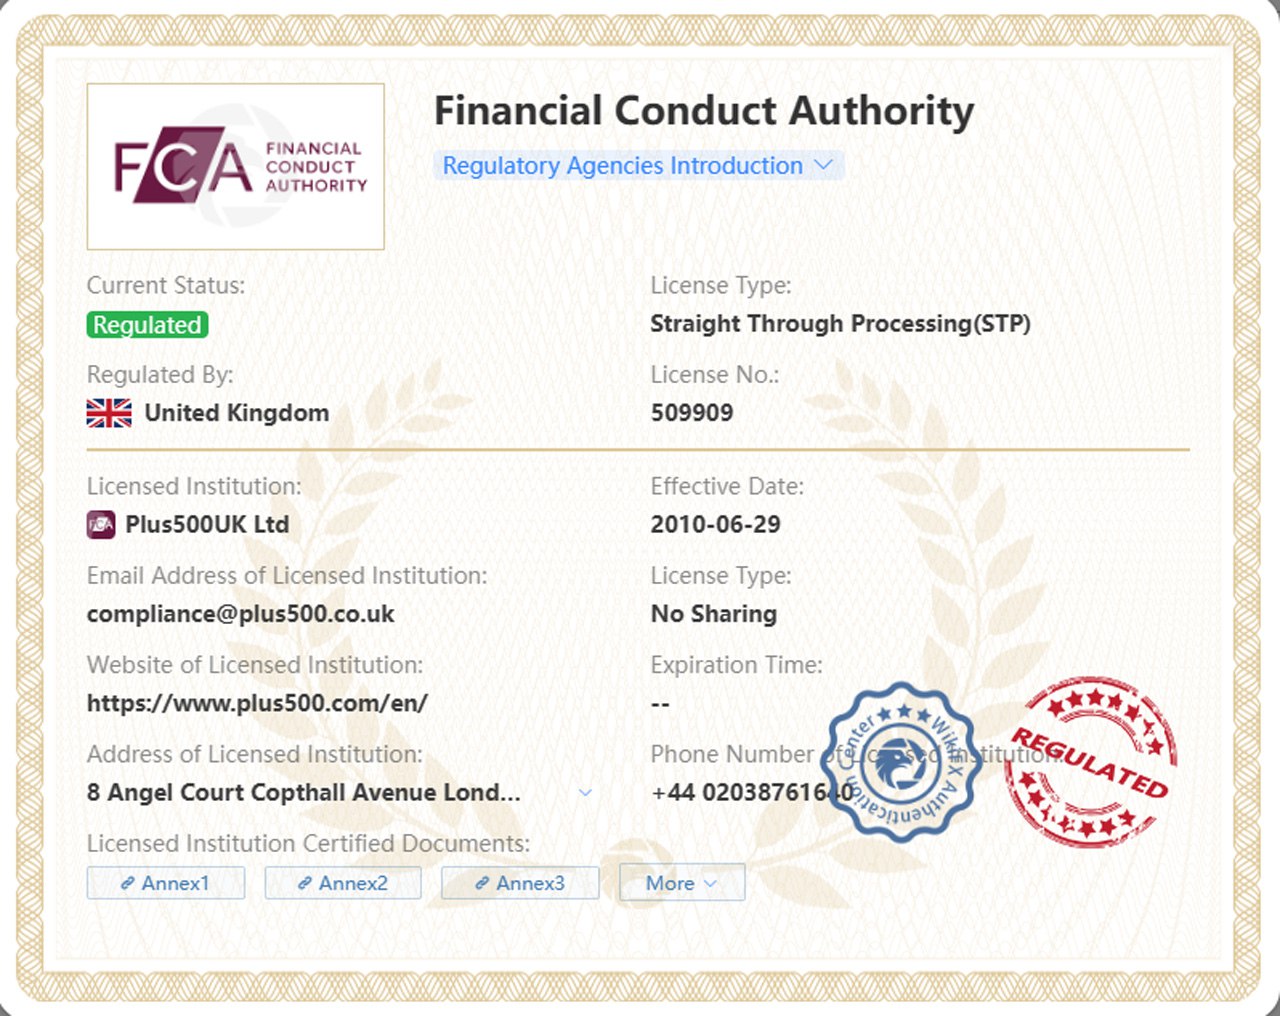 FCA
FINANCIAL
CONDUCT
AUTHORITY
Financial Conduct Authority
Regulatory Agencies Introduction
Current Status:
License Type:
Regulated
Straight Through Processing(STP)
Regulated By:
License No.:
United Kingdom
509909
Licensed Institution:
Effective Date:
FCA
Plus500UK Ltd
2010-06-29
Email Address of Licensed Institution:
License Type:
compliance@plus500.co.uk
No Sharing
Website of Licensed Institution:
Expiration Time:
https://www.plus500.com/en/
--
Address of Licensed Institution:
Phone Number of Licensed Institution:
8 Angel Court Copthall Avenue Lond...
+44 02038761640
WikiFX Authentication Center
REGULATED
Licensed Institution Certified Documents:
Annex1
Annex2
Annex3
More